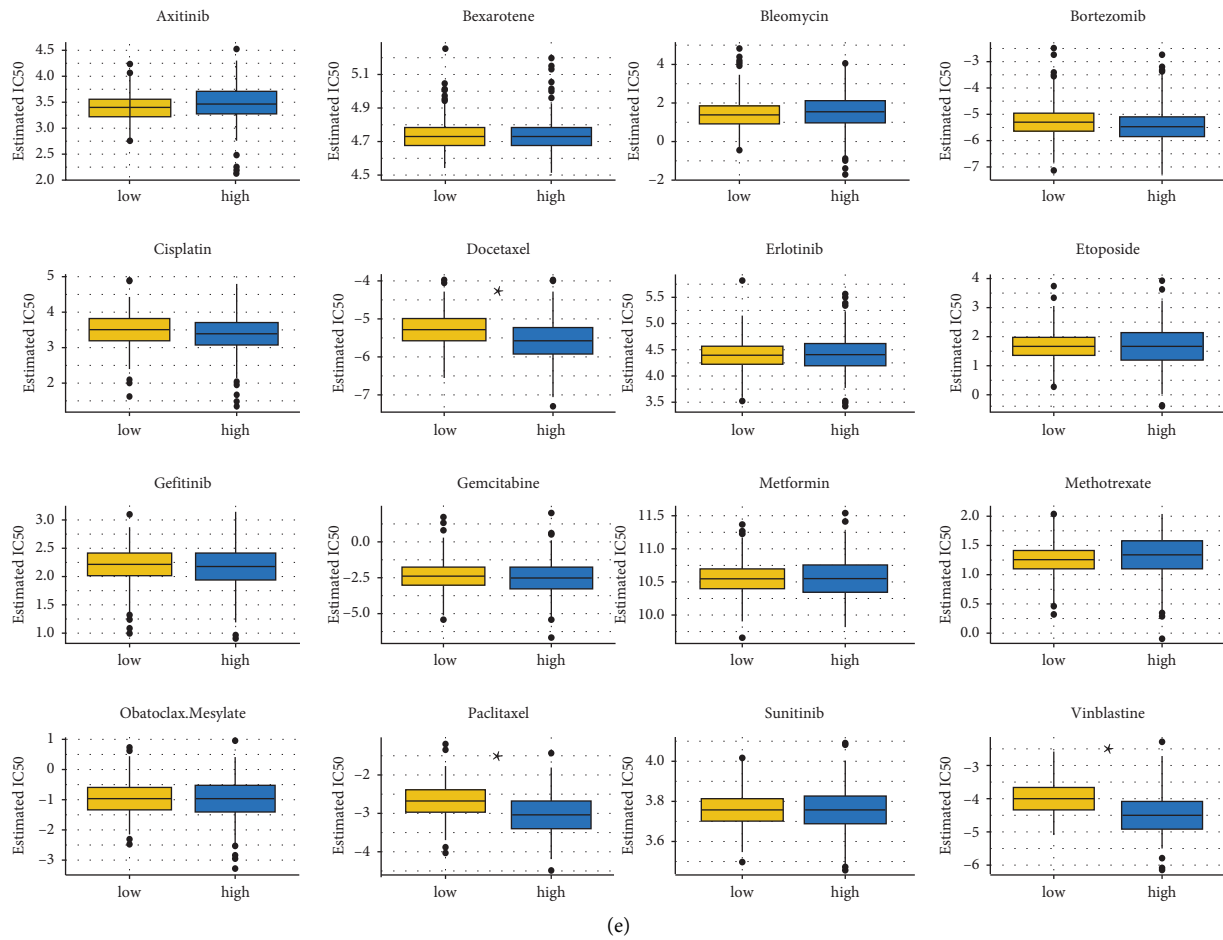 Axitinib
Bexarotene
Bleomycin
Bortezomib
Estimated IC50
4.5
4.0
3.5
3.0
2.5
2.0
low
high
Estimated IC50
5.1
4.9
4.7
4.5
low
high
Estimated IC50
4
2
0
−2
low
high
Estimated IC50
−3
−4
−5
−6
−7
low
high
Cisplatin
Docetaxel
Erlotinib
Etoposide
Estimated IC50
5
4
3
2
low
high
Estimated IC50
−4
−5
−6
−7
*
low
high
Estimated IC50
5.5
5.0
4.5
4.0
3.5
low
high
Estimated IC50
4
3
2
1
0
low
high
Gefitinib
Gemcitabine
Metformin
Methotrexate
Estimated IC50
3.0
2.5
2.0
1.5
1.0
low
high
Estimated IC50
0.0
−2.5
−5.0
low
high
Estimated IC50
11.5
11.0
10.5
10.0
low
high
Estimated IC50
2.0
1.5
1.0
0.5
0.0
low
high
Obatoclax.Mesylate
Paclitaxel
Sunitinib
Vinblastine
Estimated IC50
1
0
−1
−2
−3
low
high
Estimated IC50
−2
−3
−4
*
low
high
Estimated IC50
4.0
3.8
3.6
low
high
Estimated IC50
−3
−4
−5
−6
*
low
high
(e)